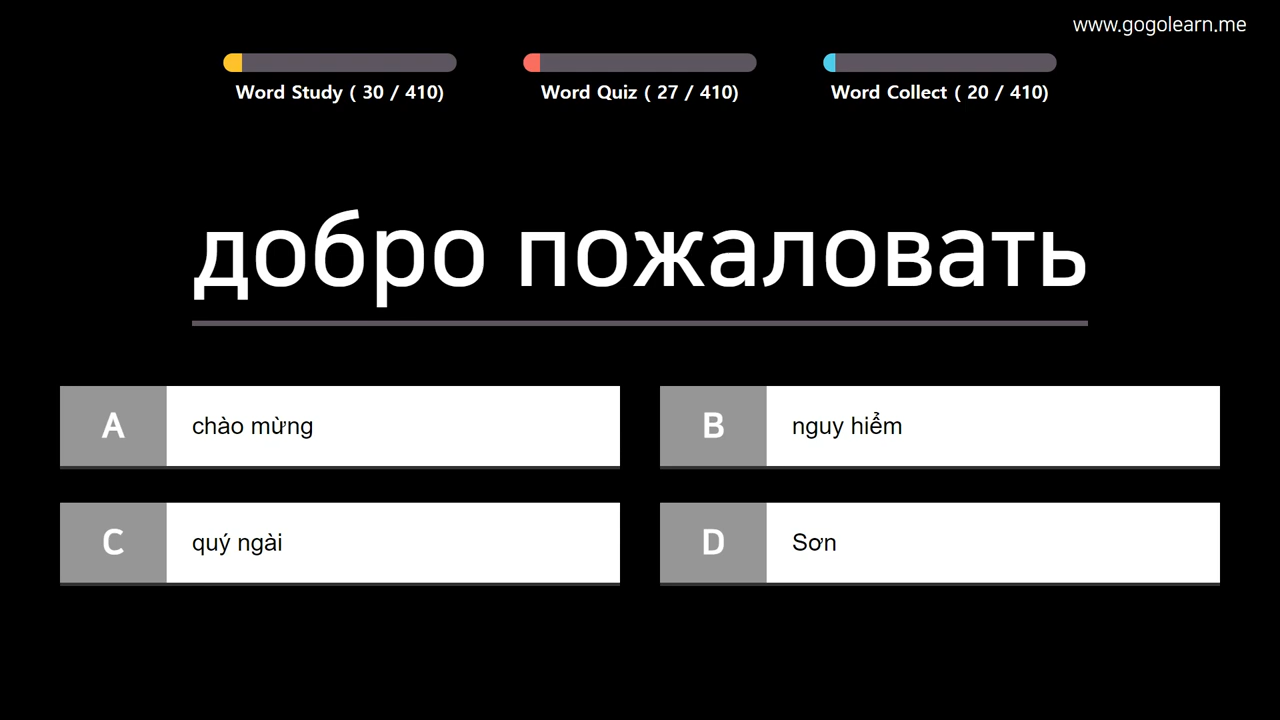 www.gogolearn.me
Word Study ( 30 / 410)
Word Quiz ( 27 / 410)
Word Collect ( 20 / 410)
добро пожаловать
A chào mừng
B nguy hiểm
C quý ngài
D Sơn